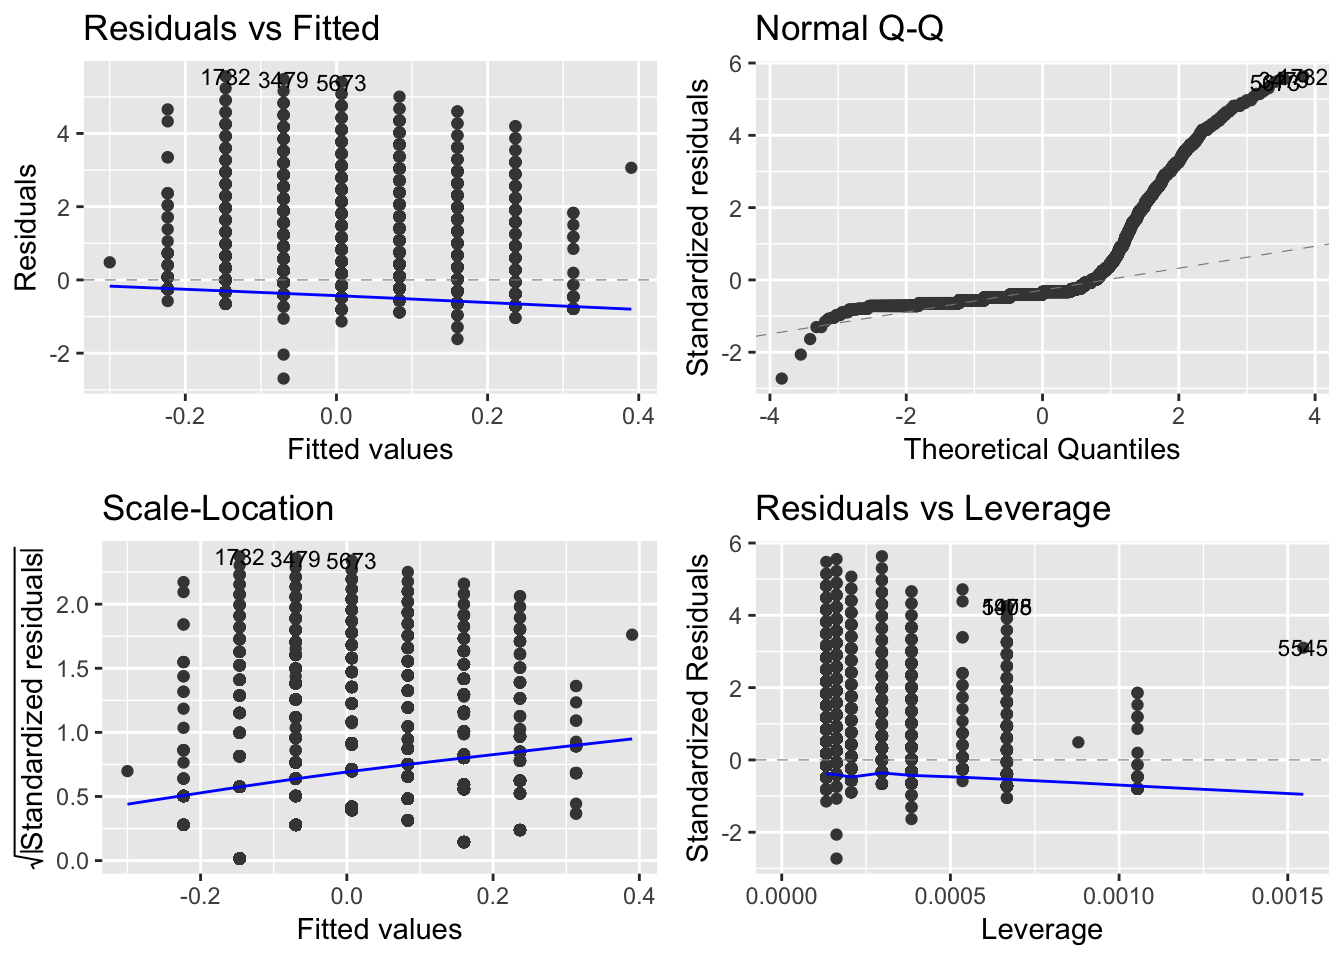 Residuals vs Fitted
1732 3479 5673
4
2
0
-2
Residuals
-0.2 0.0 0.2 0.4
Fitted values
Normal Q-Q
1732
6
4
2
0
-2
Standardized residuals
-4 -2 0 2 4
Theoretical Quantiles
Scale-Location
1732 3479 5673
2.0
1.5
1.0
0.5
0.0
√|Standardized residuals|
-0.2 0.0 0.2 0.4
Fitted values
Residuals vs Leverage
5545
6
4
2
0
-2
Standardized Residuals
0.0000 0.0005 0.0010 0.0015
Leverage